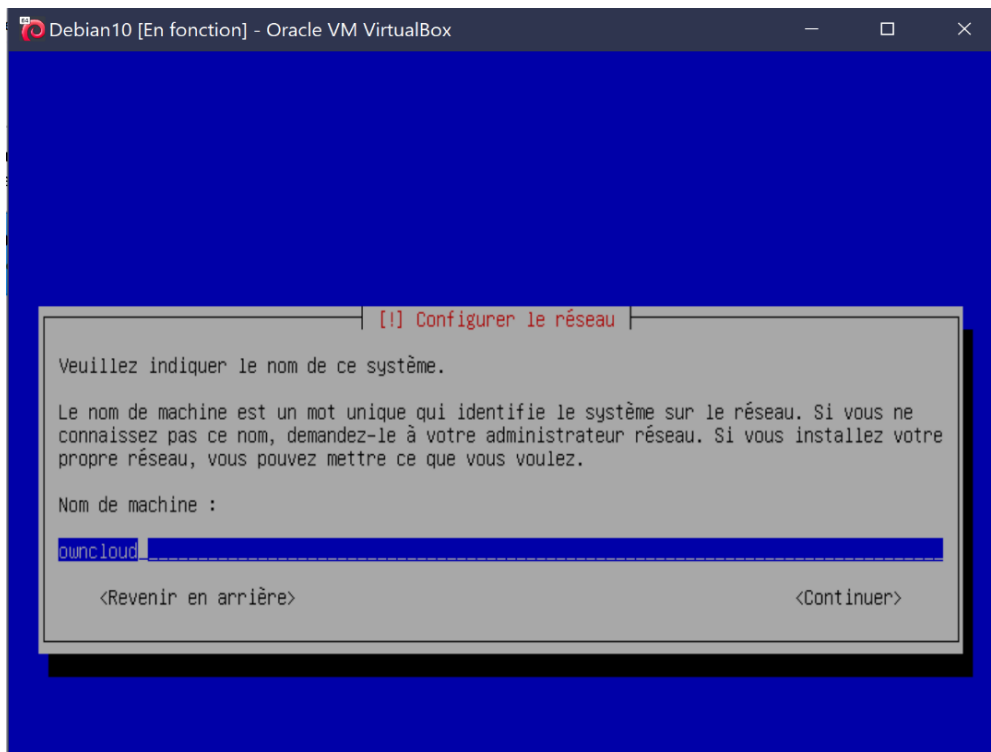 64
Debian10 [En fonction] - Oracle VM VirtualBox
[!] Configurer le réseau
Veuillez indiquer le nom de ce système.
Le nom de machine est un mot unique qui identifie le système sur le réseau. Si vous ne
connaissez pas ce nom, demandez-le à votre administrateur réseau. Si vous installez votre
propre réseau, vous pouvez mettre ce que vous voulez.
Nom de machine :
owncloud
<Revenir en arrière> <Continuer>